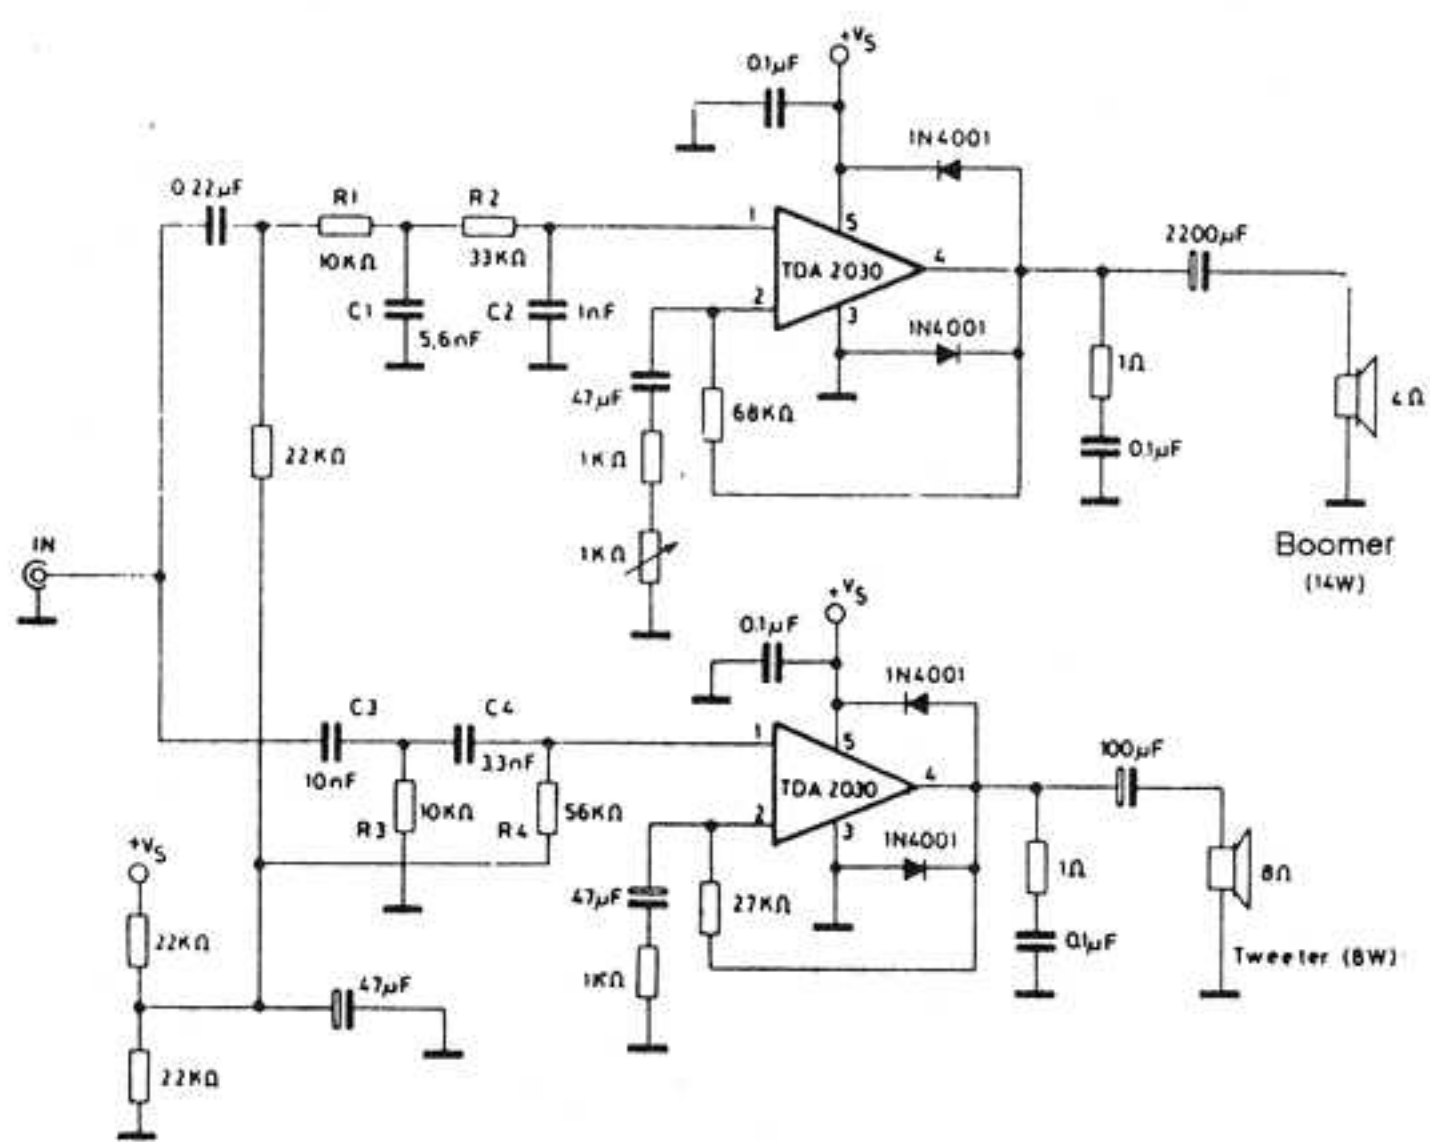 +VS
0.1µF
1N4001
0.22µF
R1
R2
10KΩ
33KΩ
1
5
TDA 2030
4
2200µF
C1
5,6nF
C2
1nF
2
3
1N4001
1Ω
4Ω
47µF
68KΩ
0.1µF
22KΩ
1KΩ
1KΩ
IN
Boomer
(14W)
+VS
0.1µF
1N4001
C3
C4
10nF
3.3nF
1
5
TDA 2030
4
100µF
R3
10KΩ
R4
56KΩ
2
3
1N4001
1Ω
8Ω
+VS
47µF
27KΩ
0.1µF
Tweeter (8W)
22KΩ
1KΩ
47µF
22KΩ